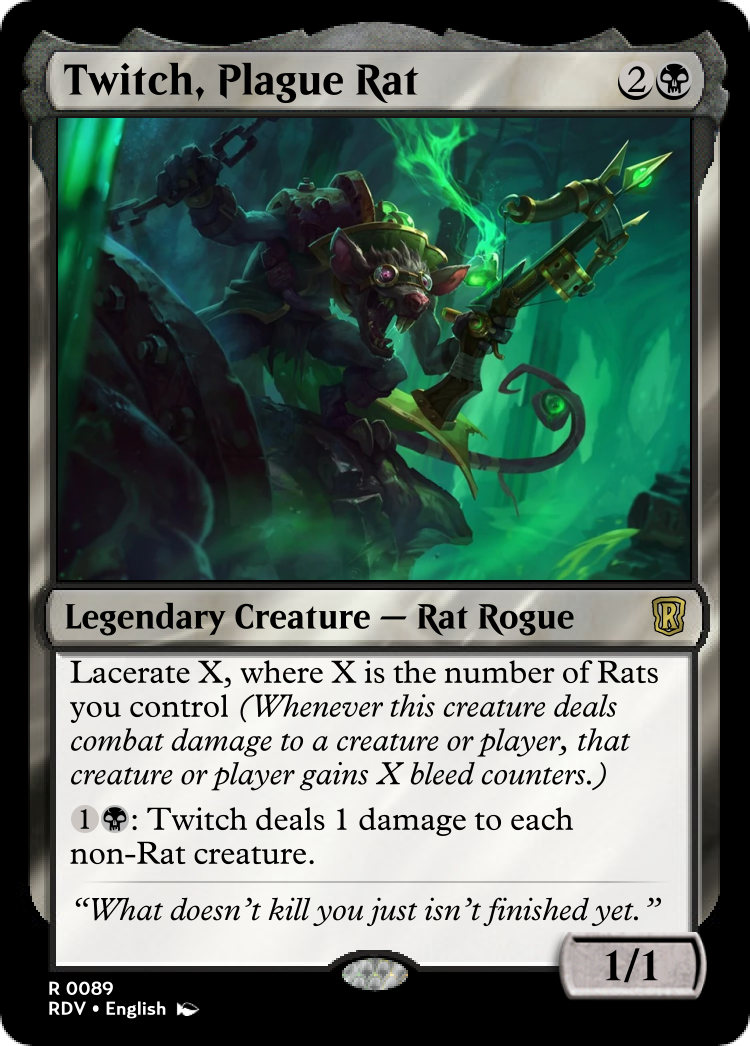 Twitch, Plague Rat 2
Legendary Creature — Rat Rogue R
Lacerate X, where X is the number of Rats
you control (Whenever this creature deals
combat damage to a creature or player, that
creature or player gains X bleed counters.)
1: Twitch deals 1 damage to each
non-Rat creature.
“What doesn’t kill you just isn’t finished yet.”
1/1
R 0089
RDV • English